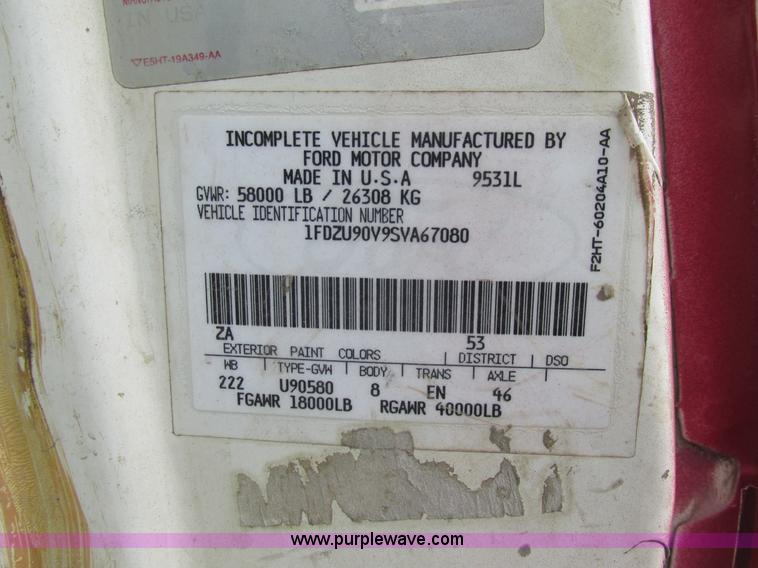 IN USA
▽E5HT-19A349-AA
INCOMPLETE VEHICLE MANUFACTURED BY
FORD MOTOR COMPANY
MADE IN U.S.A 9531L
GVWR: 58000 LB / 26308 KG
VEHICLE IDENTIFICATION NUMBER
1FDZU90V9SVA67080
F2HT-60204A10-AA
ZA 53
EXTERIOR PAINT COLORS DISTRICT DSO
WB TYPE-GVW BODY TRANS AXLE
222 U90580 8 EN 46
FGAWR 18000LB RGAWR 40000LB
www.purplewave.com